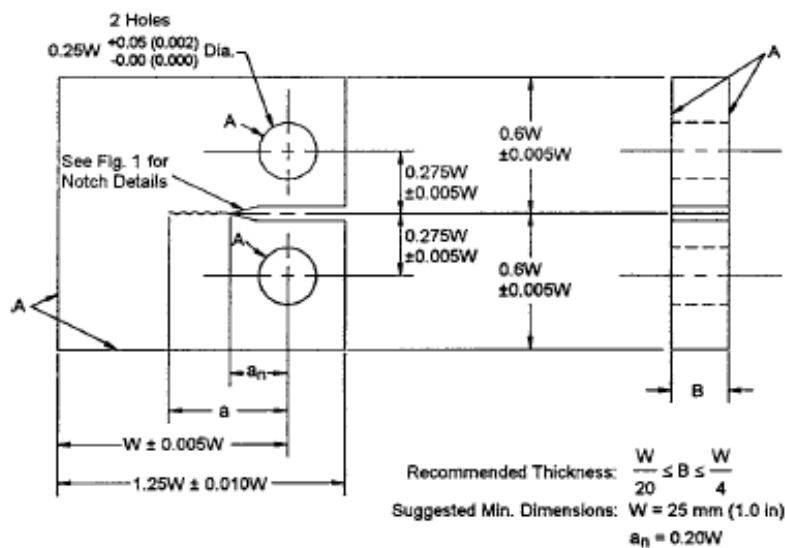 2 Holes
0.25W +0.05 (0.002) -0.00 (0.000) Dia.
A
A
See Fig. 1 for
Notch Details
0.6W
±0.005W
0.275W
±0.005W
A
0.275W
±0.005W
0.6W
±0.005W
A
an
a
B
W ± 0.005W
1.25W ± 0.010W
Recommended Thickness: W/20 ≤ B ≤ W/4
Suggested Min. Dimensions: W = 25 mm (1.0 in)
an = 0.20W